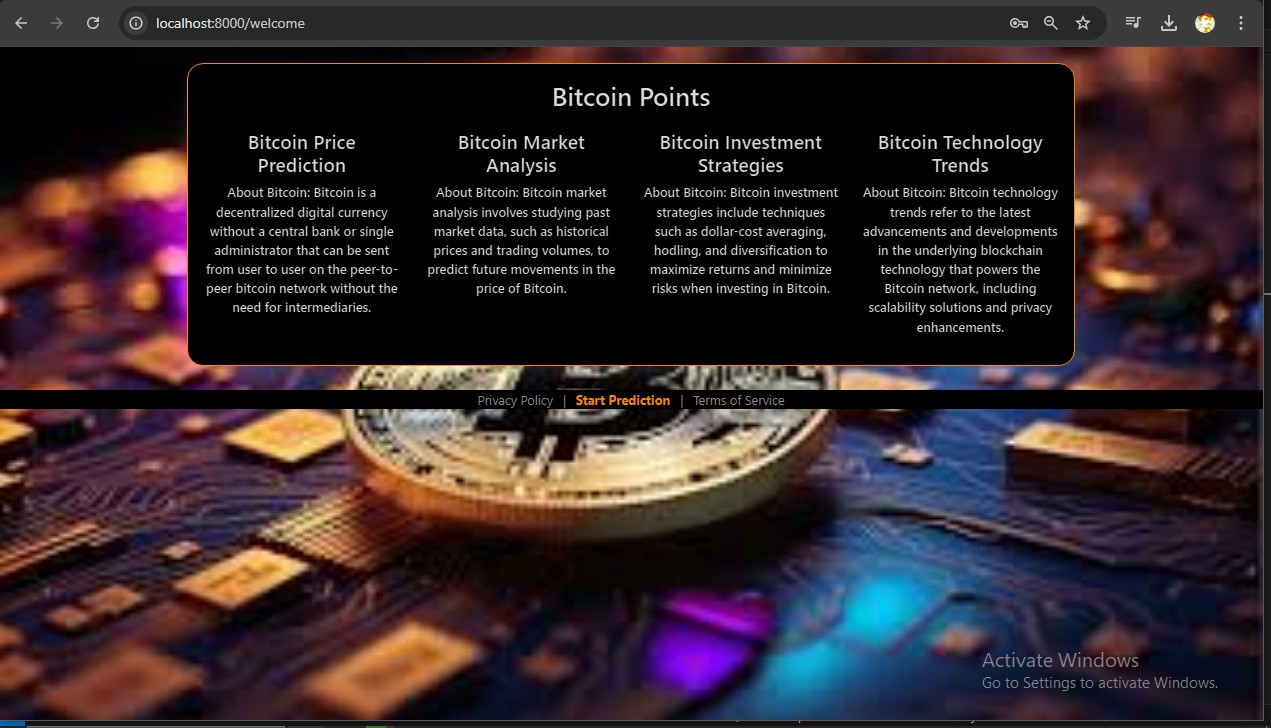 localhost:8000/welcome
Bitcoin Points
Bitcoin Price
Prediction
About Bitcoin: Bitcoin is a
decentralized digital currency
without a central bank or single
administrator that can be sent
from user to user on the peer-to-
peer bitcoin network without the
need for intermediaries.
Bitcoin Market
Analysis
About Bitcoin: Bitcoin market
analysis involves studying past
market data, such as historical
prices and trading volumes, to
predict future movements in the
price of Bitcoin.
Bitcoin Investment
Strategies
About Bitcoin: Bitcoin investment
strategies include techniques
such as dollar-cost averaging,
hodling, and diversification to
maximize returns and minimize
risks when investing in Bitcoin.
Bitcoin Technology
Trends
About Bitcoin: Bitcoin technology
trends refer to the latest
advancements and developments
in the underlying blockchain
technology that powers the
Bitcoin network, including
scalability solutions and privacy
enhancements.
Privacy Policy | Start Prediction | Terms of Service
Activate Windows
Go to Settings to activate Windows.